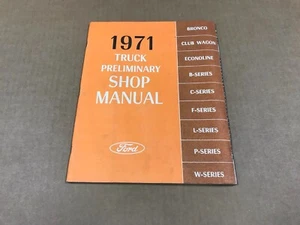 1971
TRUCK
PRELIMINARY
SHOP
MANUAL
Ford
BRONCO
CLUB WAGON
ECONOLINE
B-SERIES
C-SERIES
F-SERIES
L-SERIES
P-SERIES
W-SERIES